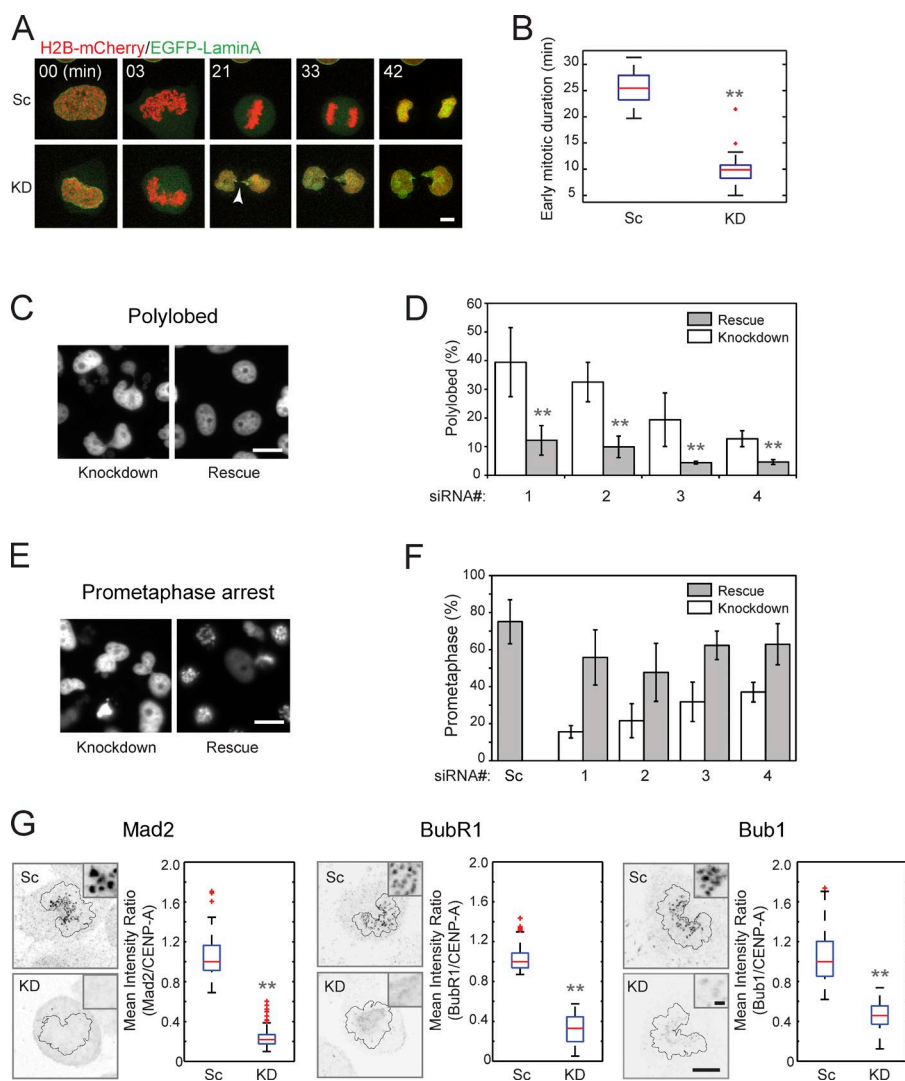 A
H2B-mCherry/EGFP-LaminA
00 (min) 03 21 33 42
Sc
KD
B
Early mitotic duration (min)
30
25
20
15
10
5
**
Sc KD
C
Polylobed
Knockdown Rescue
D
Polylobed (%)
60
50
40
30
20
10
0
Rescue
Knockdown
** ** ** **
siRNA#: 1 2 3 4
E
Prometaphase arrest
Knockdown Rescue
F
Prometaphase (%)
100
80
60
40
20
0
Rescue
Knockdown
siRNA#: Sc 1 2 3 4
G
Mad2
Sc
KD
Mean Intensity Ratio
(Mad2/CENP-A)
2.0
1.6
1.2
0.8
0.4
0
**
Sc KD
BubR1
Sc
KD
Mean Intensity Ratio
(BubR1/CENP-A)
2.0
1.6
1.2
0.8
0.4
0
**
Sc KD
Bub1
Sc
KD
Mean Intensity Ratio
(Bub1/CENP-A)
2.0
1.6
1.2
0.8
0.4
0
**
Sc KD